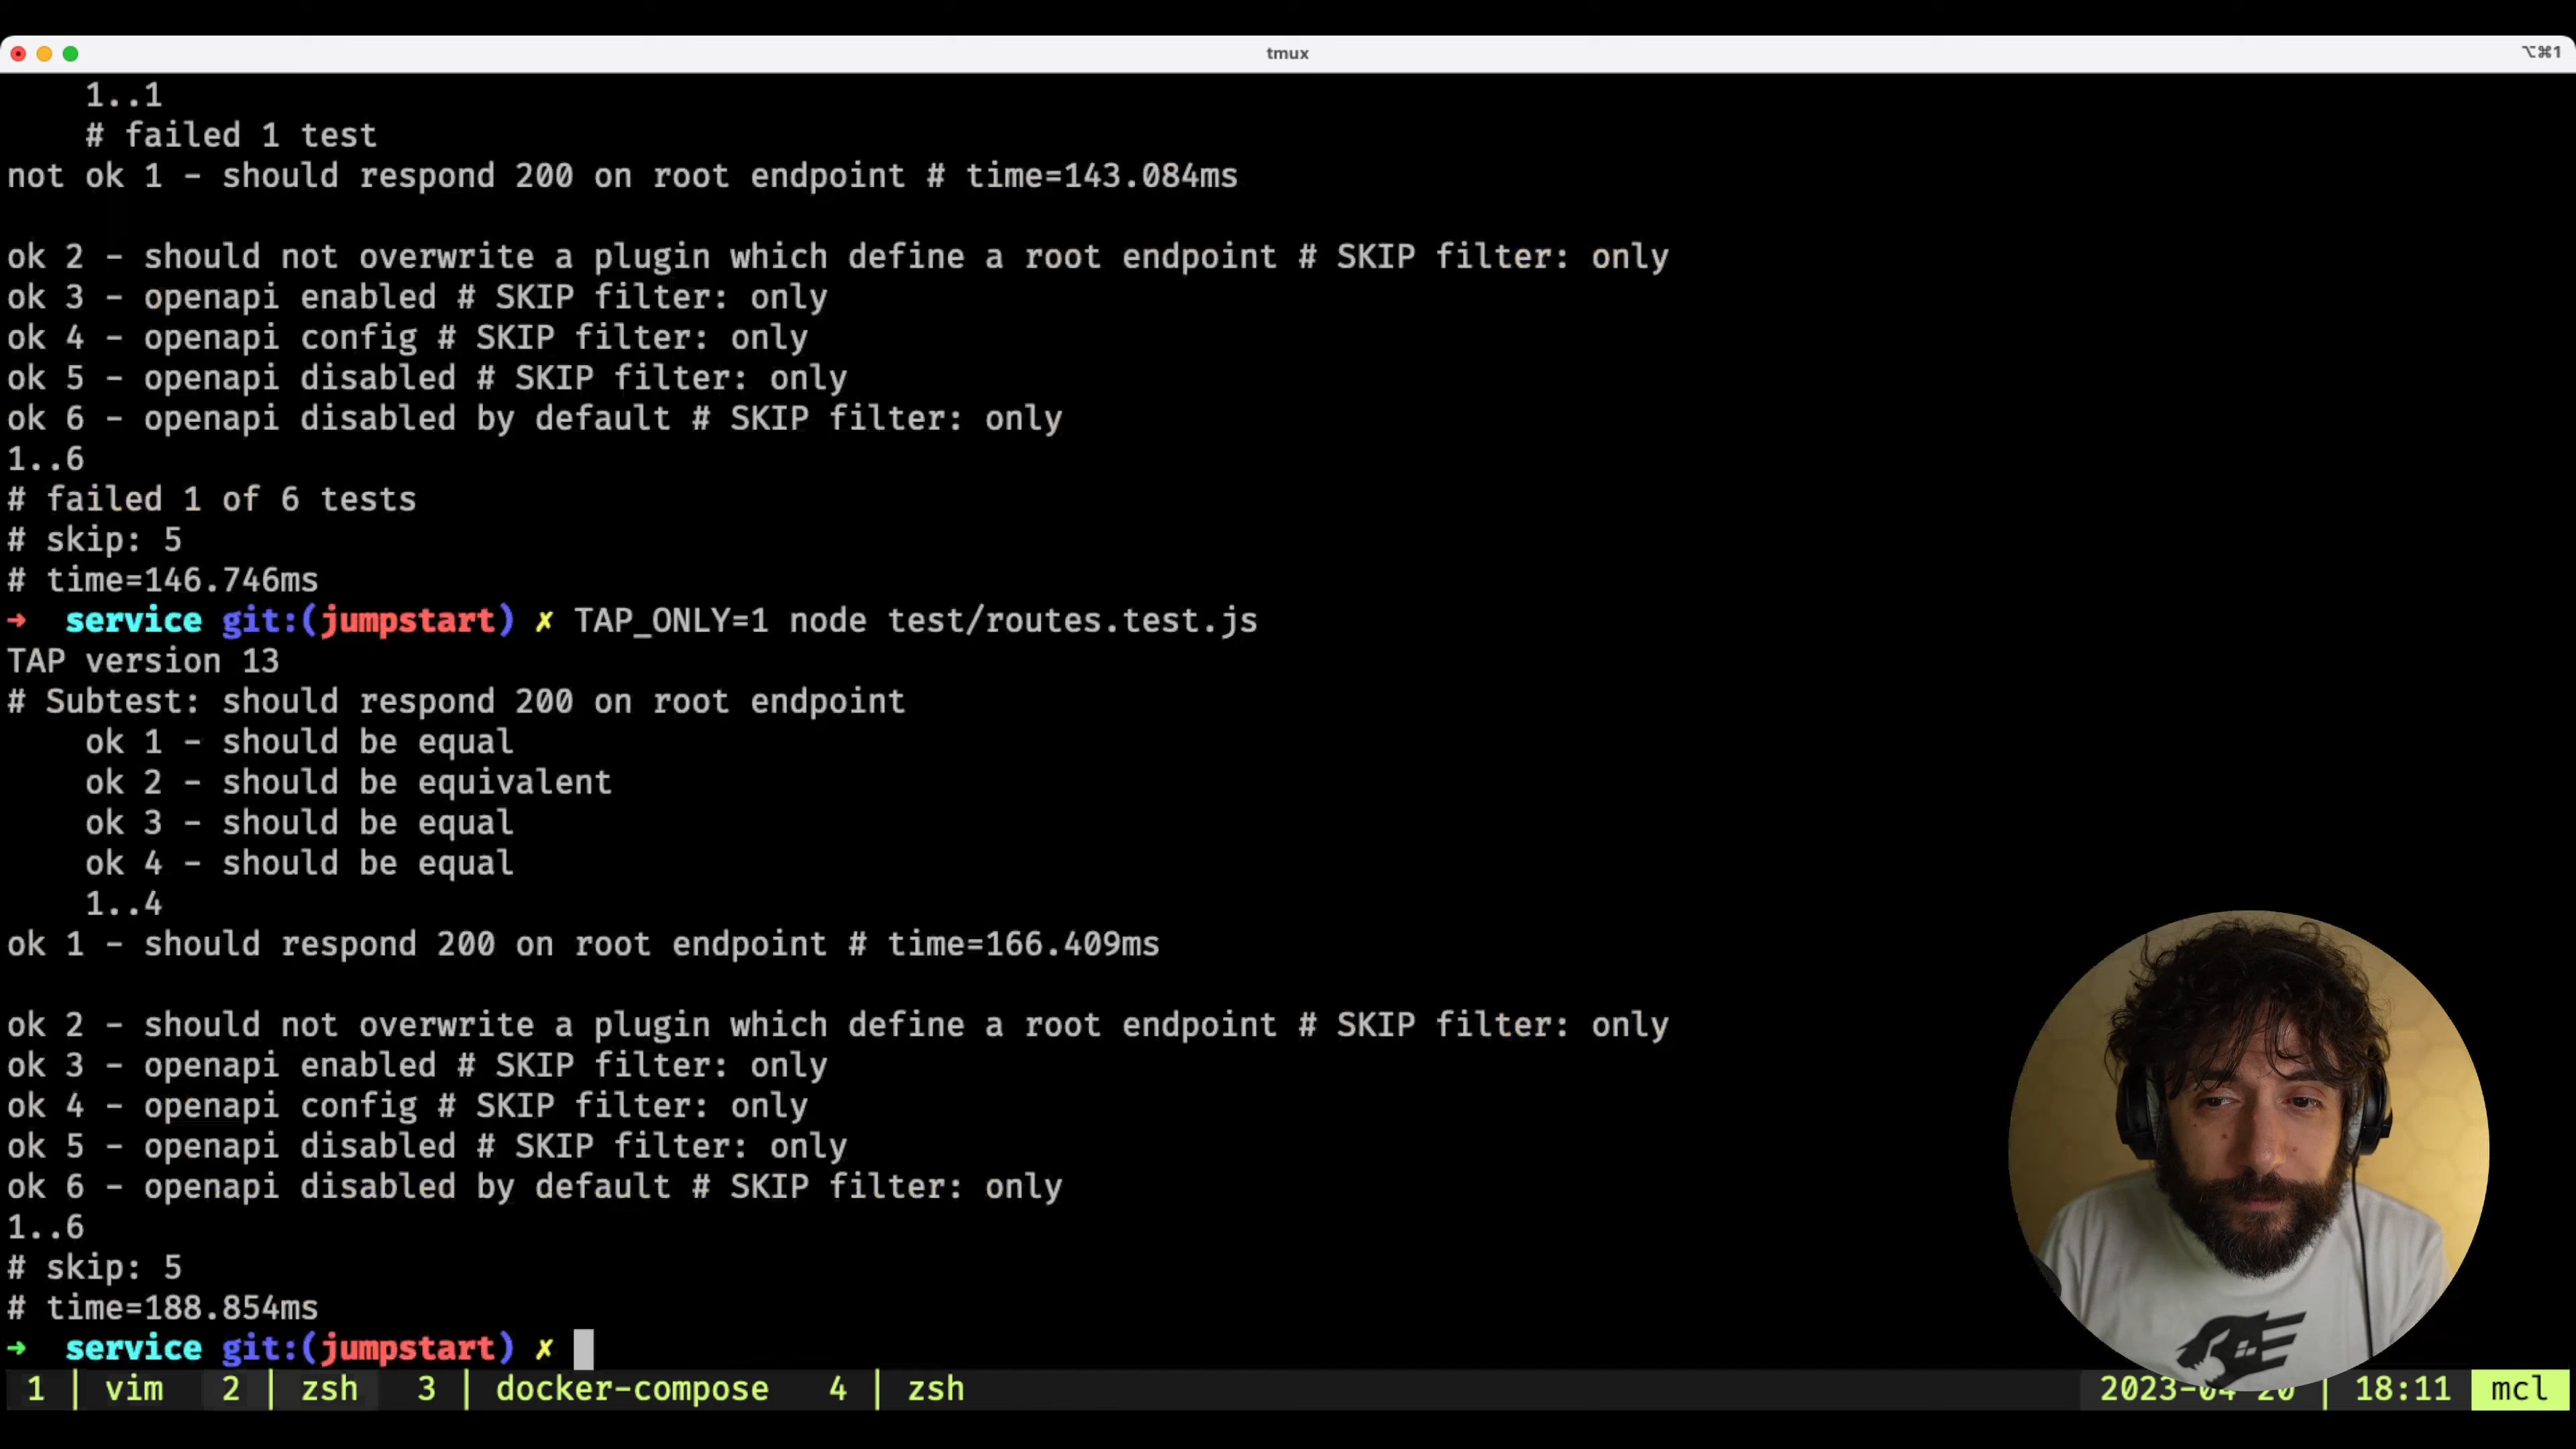 tmux
⌥⌘1
1..1
# failed 1 test
not ok 1 - should respond 200 on root endpoint # time=143.084ms
ok 2 - should not overwrite a plugin which define a root endpoint # SKIP filter: only
ok 3 - openapi enabled # SKIP filter: only
ok 4 - openapi config # SKIP filter: only
ok 5 - openapi disabled # SKIP filter: only
ok 6 - openapi disabled by default # SKIP filter: only
1..6
# failed 1 of 6 tests
# skip: 5
# time=146.746ms
→ service git:(jumpstart) ✗ TAP_ONLY=1 node test/routes.test.js
TAP version 13
# Subtest: should respond 200 on root endpoint
ok 1 - should be equal
ok 2 - should be equivalent
ok 3 - should be equal
ok 4 - should be equal
1..4
ok 1 - should respond 200 on root endpoint # time=166.409ms
ok 2 - should not overwrite a plugin which define a root endpoint # SKIP filter: only
ok 3 - openapi enabled # SKIP filter: only
ok 4 - openapi config # SKIP filter: only
ok 5 - openapi disabled # SKIP filter: only
ok 6 - openapi disabled by default # SKIP filter: only
1..6
# skip: 5
# time=188.854ms
→ service git:(jumpstart) ✗
1 | vim 2 | zsh 3 | docker-compose 4 | zsh 2023-04-20 | 18:11 mcl